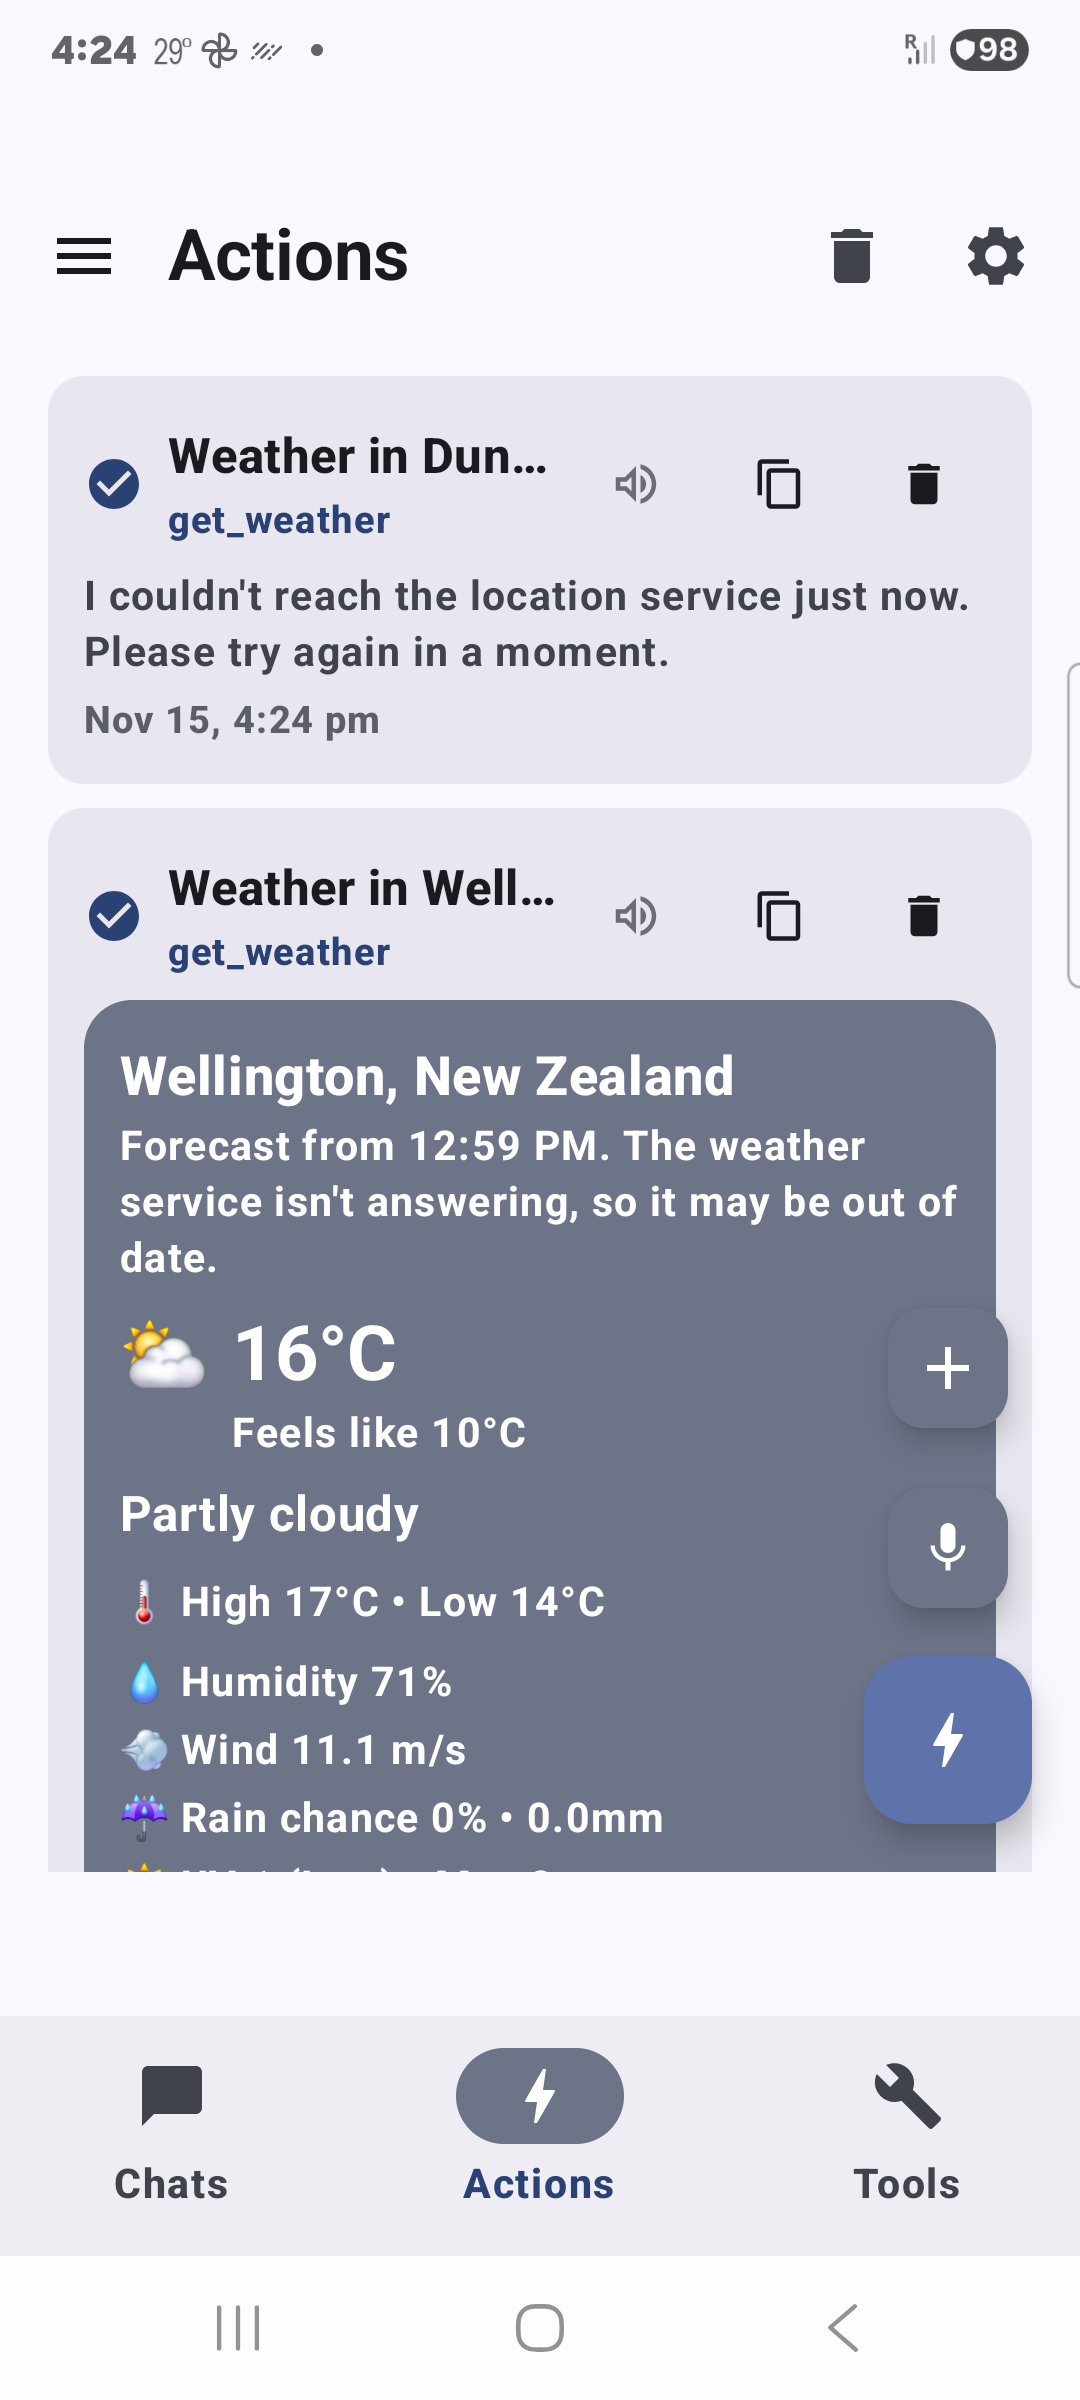 4:24 29° R 98
Actions
Weather in Dun...
get_weather
I couldn't reach the location service just now.
Please try again in a moment.
Nov 15, 4:24 pm
Weather in Well...
get_weather
Wellington, New Zealand
Forecast from 12:59 PM. The weather
service isn't answering, so it may be out of
date.
16°C
Feels like 10°C
Partly cloudy
High 17°C • Low 14°C
Humidity 71%
Wind 11.1 m/s
Rain chance 0% • 0.0mm
Chats
Actions
Tools